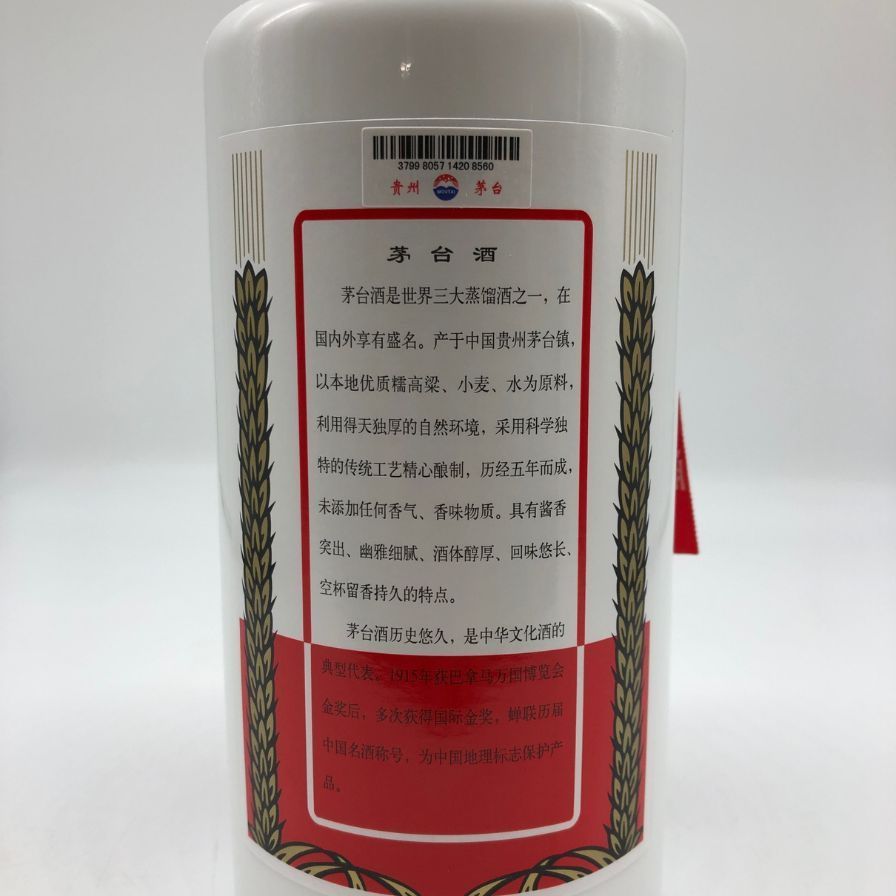 3799 8057 1420 8560
贵州 MOUTAI 茅台
茅台酒
茅台酒是世界三大蒸馏酒之一，在
国内外享有盛名。产于中国贵州茅台镇，
以本地优质糯高粱、小麦、水为原料，
利用得天独厚的自然环境，采用科学独
特的传统工艺精心酿制，历经五年而成，
未添加任何香气、香味物质。具有酱香
突出、幽雅细腻、酒体醇厚、回味悠长、
空杯留香持久的特点。
茅台酒历史悠久，是中华文化酒的
典型代表。1915年获巴拿马万国博览会
金奖后，多次获得国际金奖，蝉联历届
中国名酒称号，为中国地理标志保护产
品。